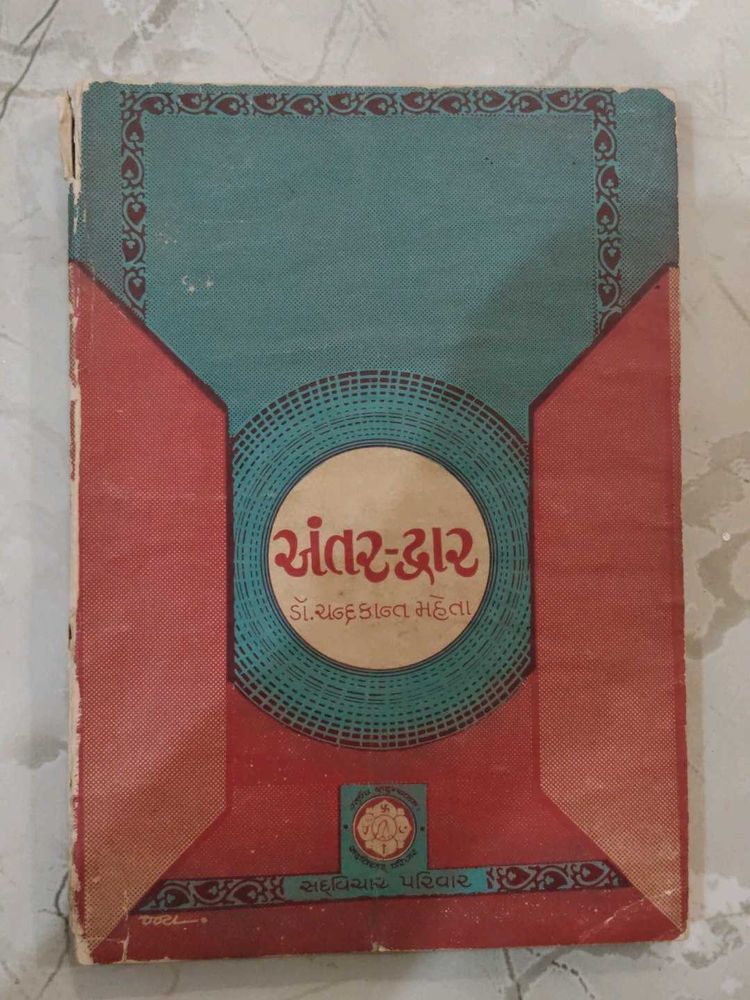 અંતર-દ્વાર
ડૉ. ચન્દ્રકાન્ત મહેતા
સદ્‌વિચાર પરિવાર